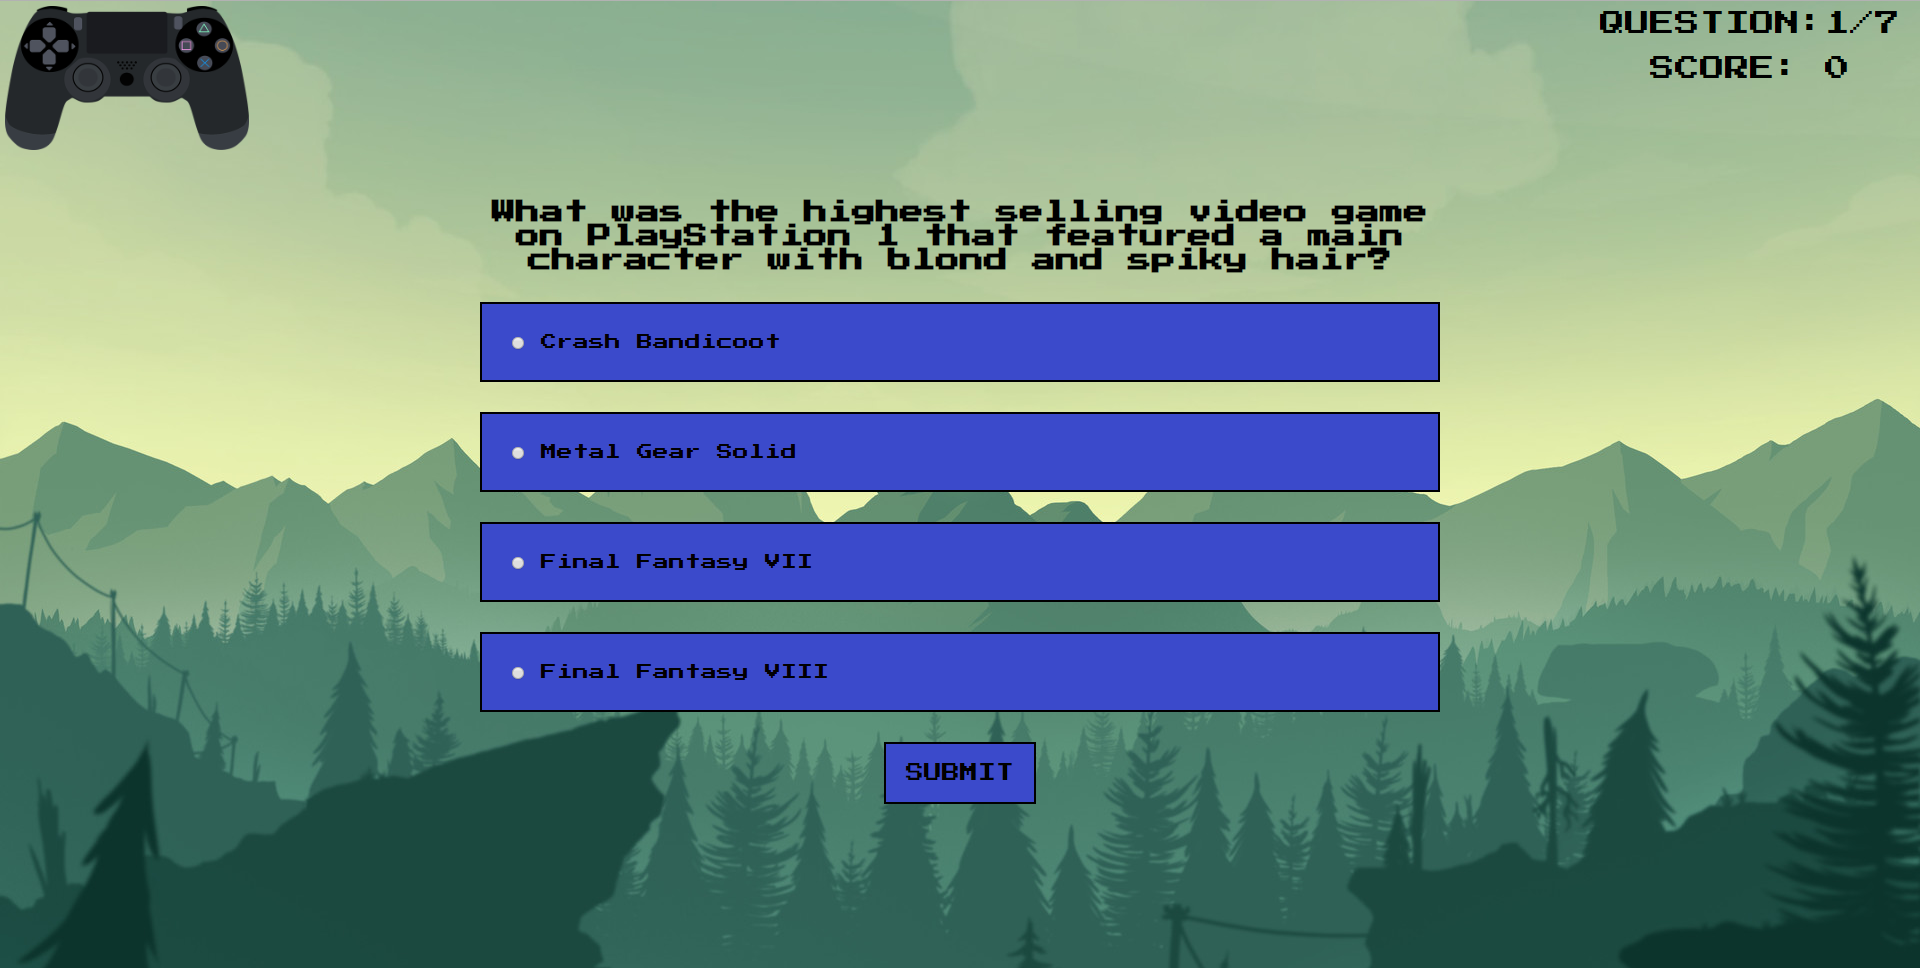 QUESTION: 1/7
SCORE: 0
What was the highest selling video game
on PlayStation 1 that featured a main
character with blond and spiky hair?
Crash Bandicoot
Metal Gear Solid
Final Fantasy VII
Final Fantasy VIII
SUBMIT